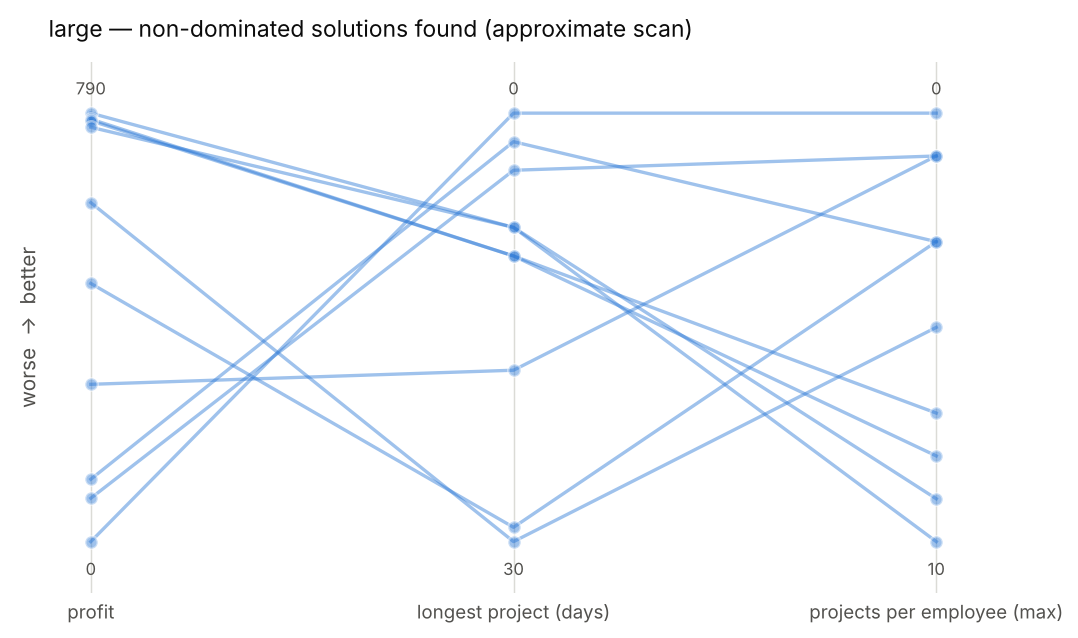 large — non-dominated solutions found (approximate scan)
790
0
0
worse → better
0
30
10
profit
longest project (days)
projects per employee (max)